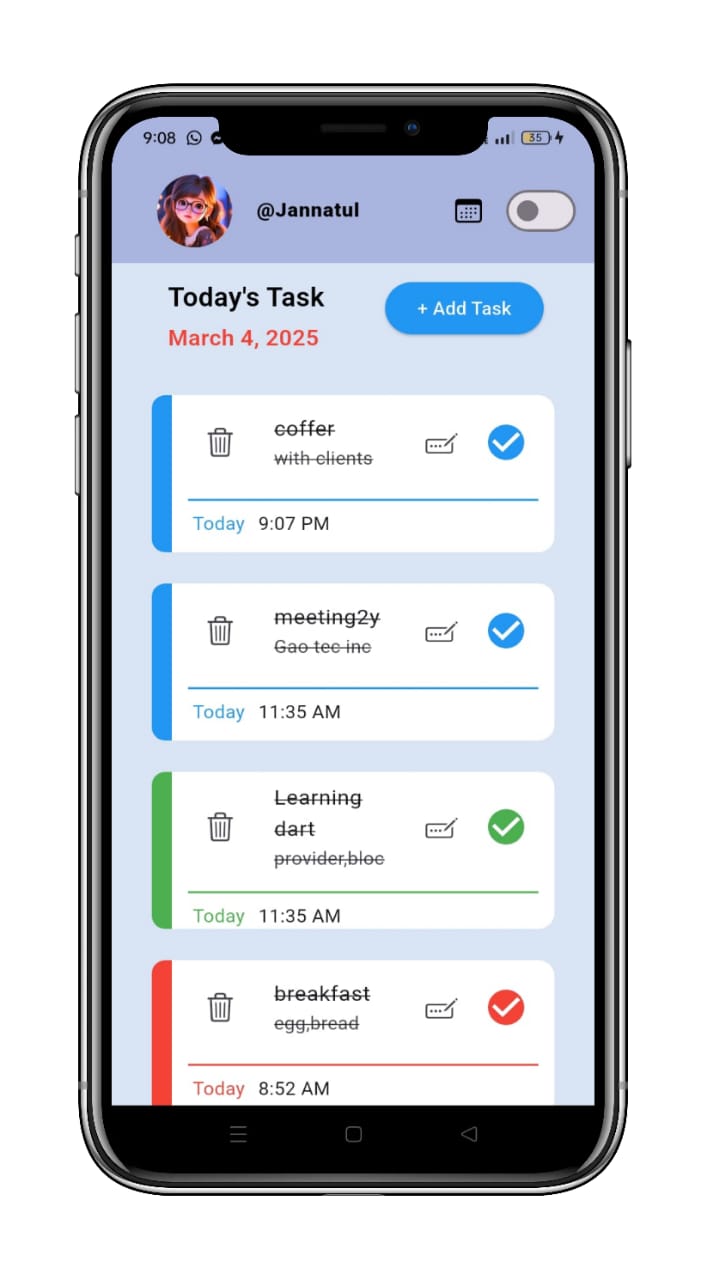 9:08
35
@Jannatul
Today's Task
+ Add Task
March 4, 2025
coffer
with clients
Today 9:07 PM
meeting2y
Gao tec inc
Today 11:35 AM
Learning
dart
provider,bloc
Today 11:35 AM
breakfast
egg,bread
Today 8:52 AM